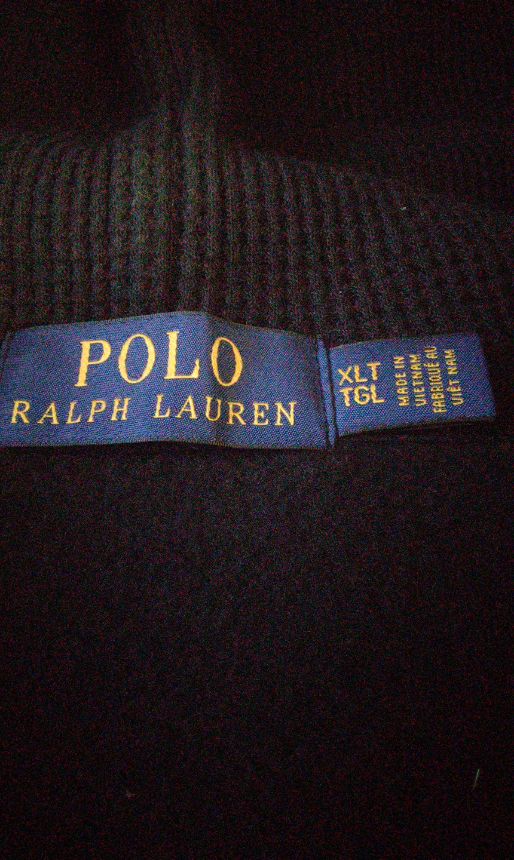 POLO
RALPH LAUREN
XLT
TGL
MADE IN
VIETNAM
FABRIQUÉ AU
VIET NAM